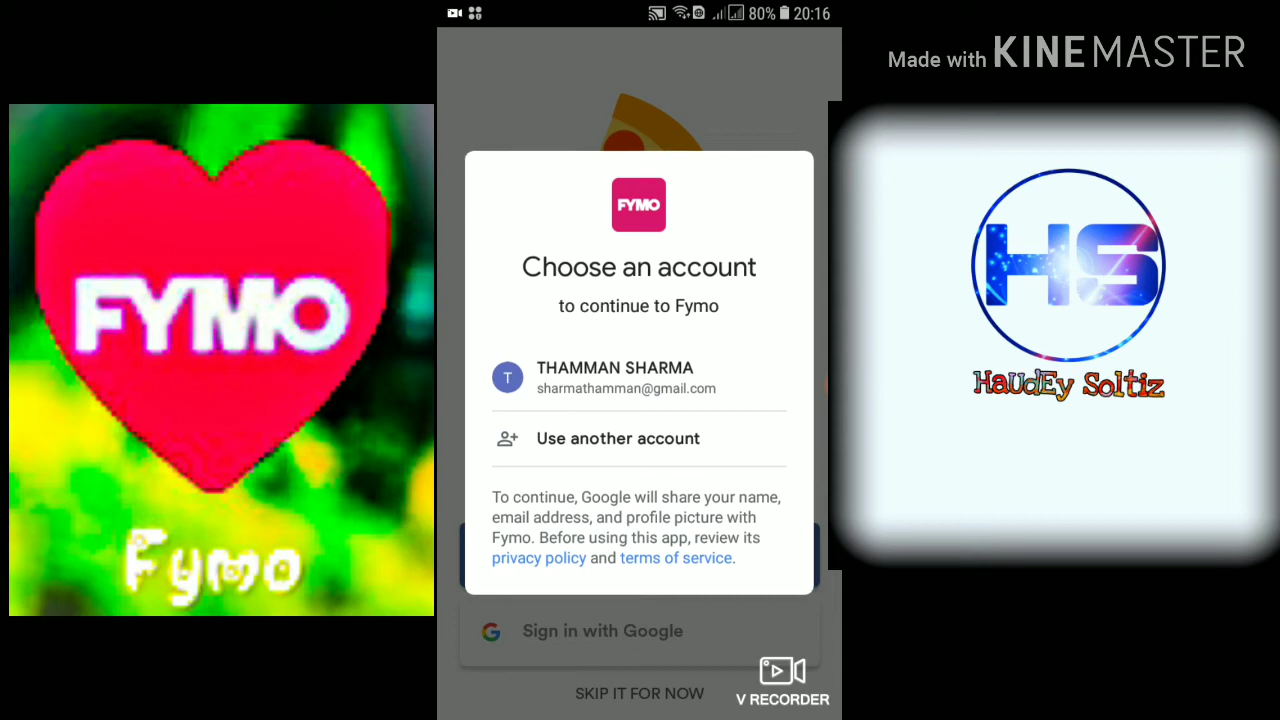 80% 20:16
Made with KINEMASTER
FYMO
Fymo
FYMO
Choose an account
to continue to Fymo
T
THAMMAN SHARMA
sharmathamman@gmail.com
Use another account
To continue, Google will share your name,
email address, and profile picture with
Fymo. Before using this app, review its
privacy policy and terms of service.
G Sign in with Google
SKIP IT FOR NOW
V RECORDER
HS
HaUdEy Soltiz